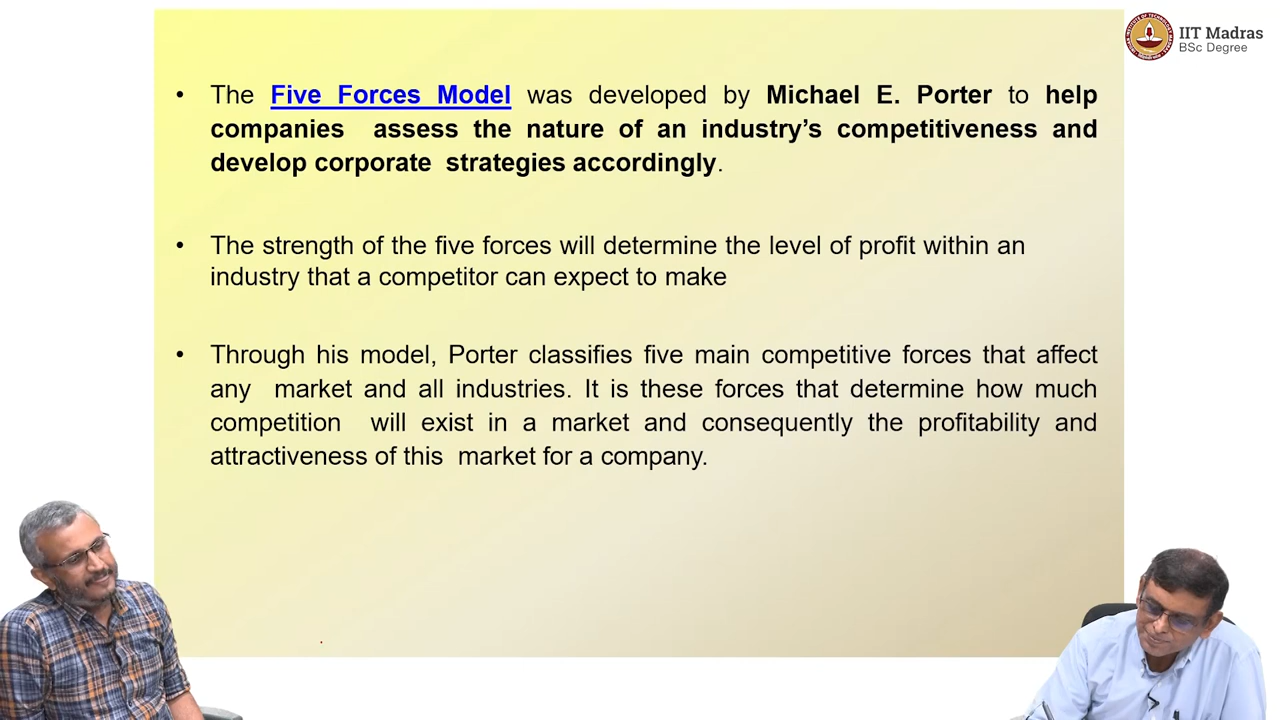 IIT Madras
BSc Degree
• The Five Forces Model was developed by Michael E. Porter to help
companies assess the nature of an industry's competitiveness and
develop corporate strategies accordingly.
• The strength of the five forces will determine the level of profit within an
industry that a competitor can expect to make
• Through his model, Porter classifies five main competitive forces that affect
any market and all industries. It is these forces that determine how much
competition will exist in a market and consequently the profitability and
attractiveness of this market for a company.